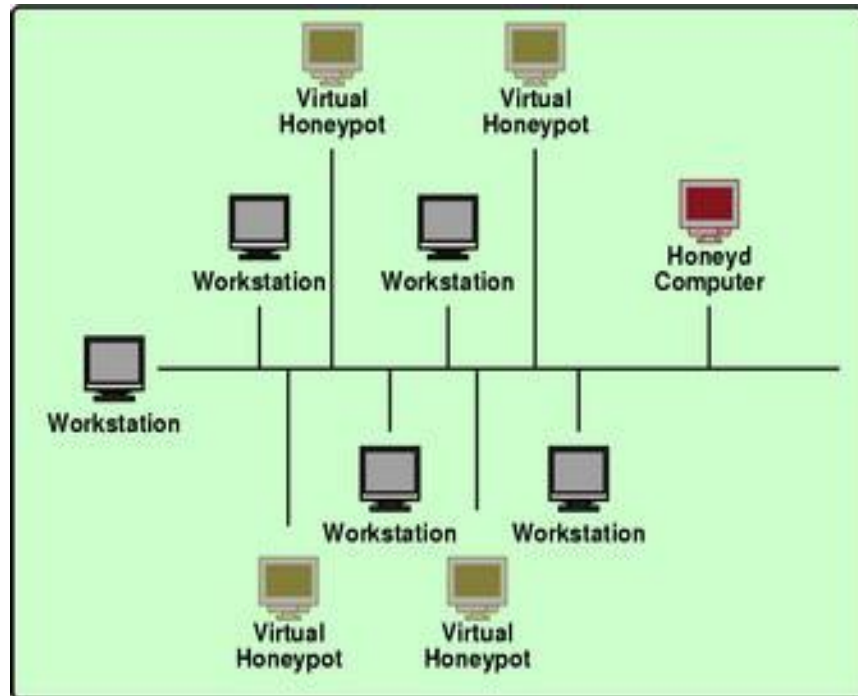 Virtual
Honeypot
Virtual
Honeypot
Workstation
Workstation
Honeyd
Computer
Workstation
Workstation
Workstation
Virtual
Honeypot
Virtual
Honeypot